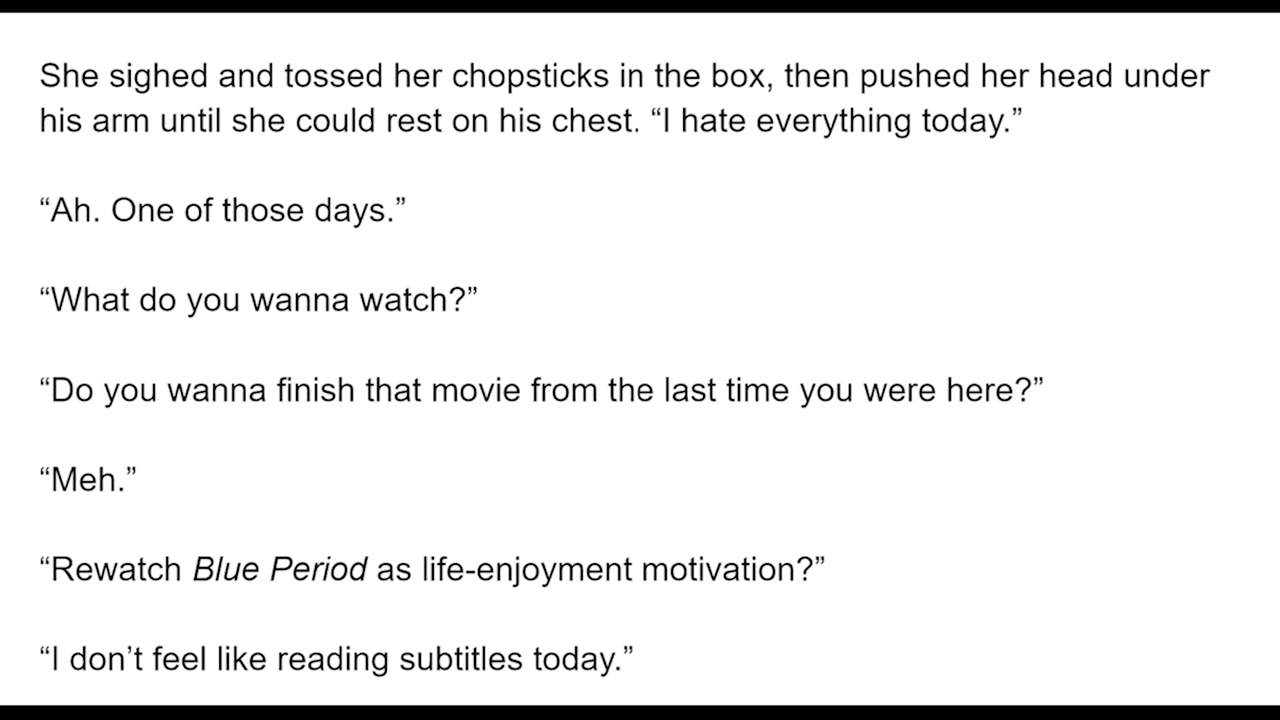 She sighed and tossed her chopsticks in the box, then pushed her head under
his arm until she could rest on his chest. “I hate everything today.”
“Ah. One of those days.”
“What do you wanna watch?”
“Do you wanna finish that movie from the last time you were here?”
“Meh.”
“Rewatch Blue Period as life-enjoyment motivation?”
“I don’t feel like reading subtitles today.”